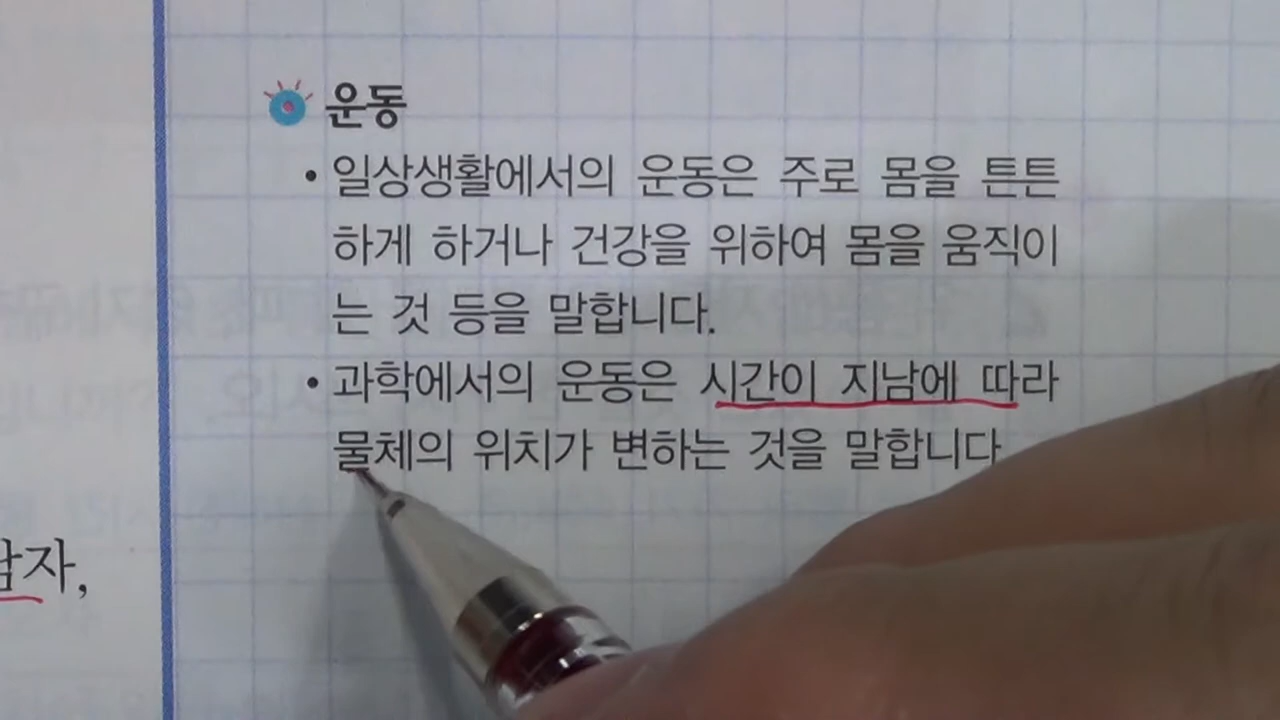 운동
• 일상생활에서의 운동은 주로 몸을 튼튼
하게 하거나 건강을 위하여 몸을 움직이
는 것 등을 말합니다.
• 과학에서의 운동은 시간이 지남에 따라
물체의 위치가 변하는 것을 말합니다
남자,